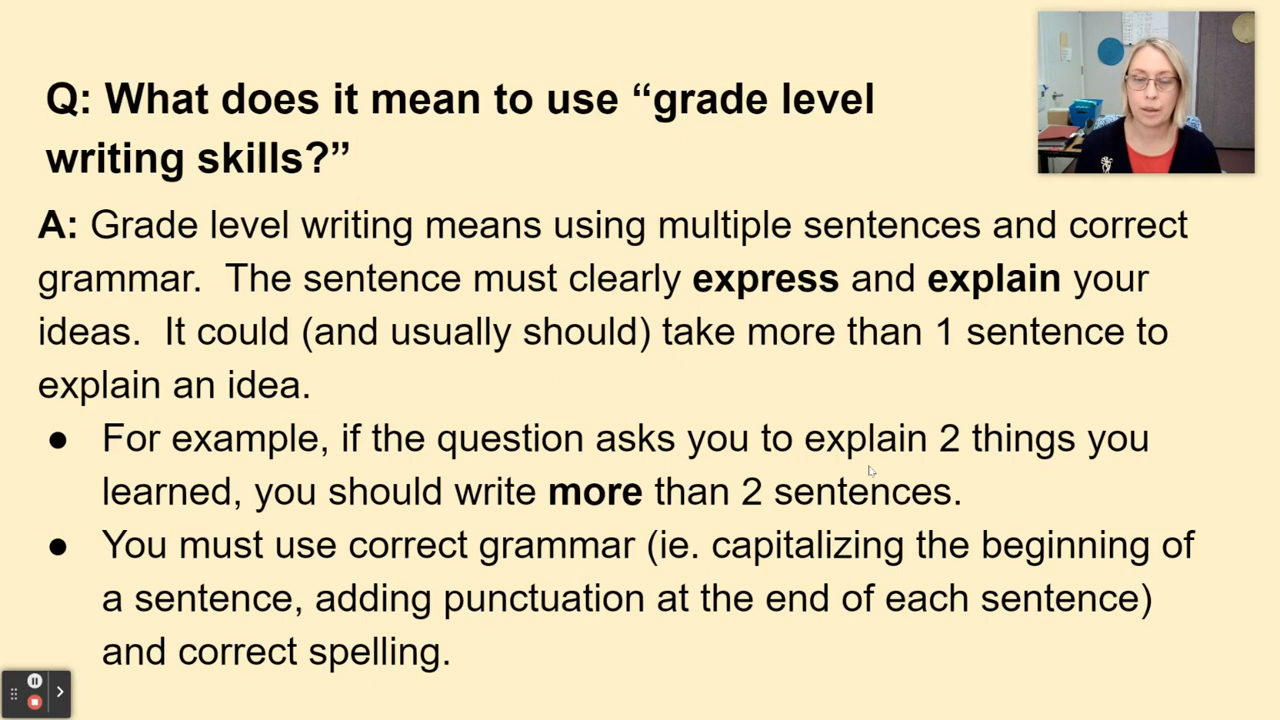 Q: What does it mean to use “grade level
writing skills?”
A: Grade level writing means using multiple sentences and correct
grammar.  The sentence must clearly express and explain your
ideas.  It could (and usually should) take more than 1 sentence to
explain an idea.
● For example, if the question asks you to explain 2 things you
learned, you should write more than 2 sentences.
● You must use correct grammar (ie. capitalizing the beginning of
a sentence, adding punctuation at the end of each sentence)
and correct spelling.